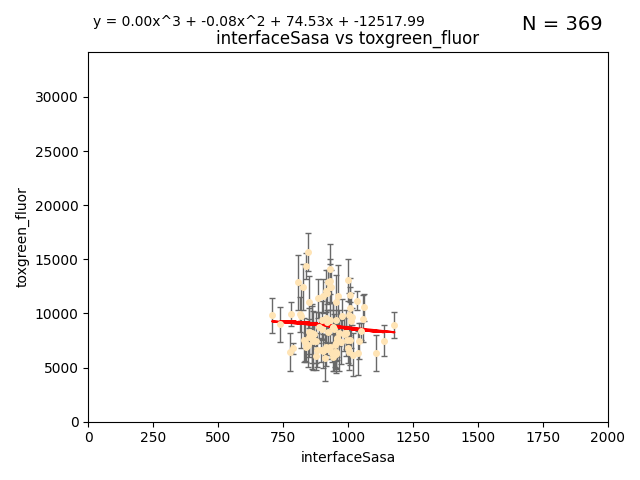 y = 0.00x^3 + -0.08x^2 + 74.53x + -12517.99
N = 369
interfaceSasa vs toxgreen_fluor
30000
25000
20000
15000
10000
5000
0
toxgreen_fluor
0 250 500 750 1000 1250 1500 1750 2000
interfaceSasa